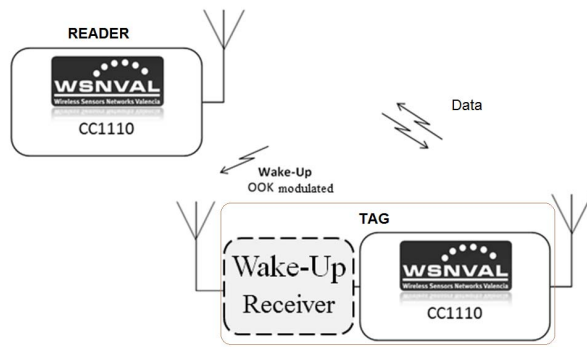 READER
WSNVAL
Wireless Sensors Networks Valencia
CC1110
Data
Wake-Up
OOK modulated
TAG
Wake-Up
Receiver
WSNVAL
Wireless Sensors Networks Valencia
CC1110